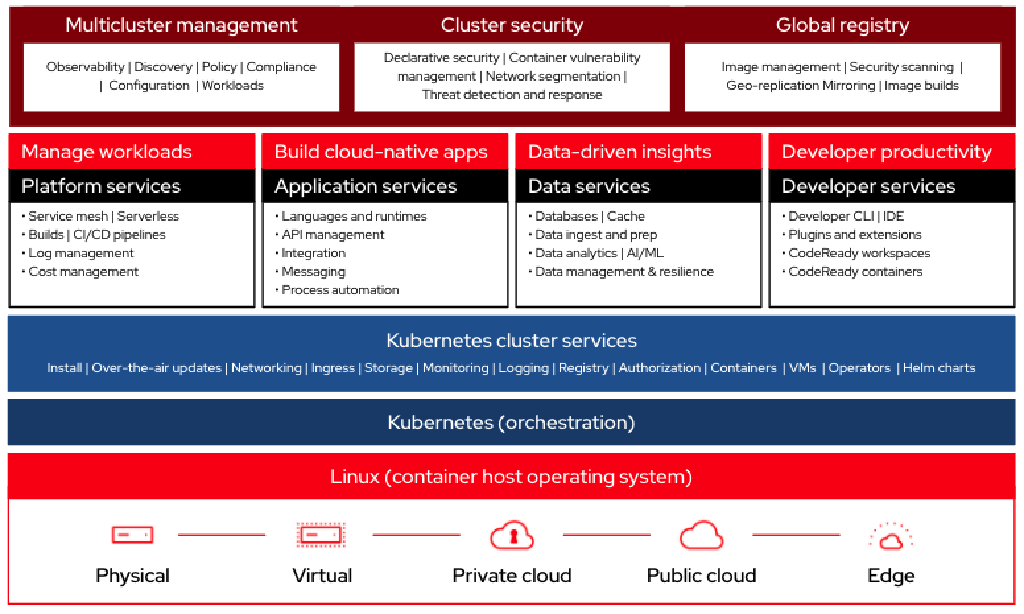 Multicluster management
Observability | Discovery | Policy | Compliance
| Configuration | Workloads
Cluster security
Declarative security | Container vulnerability
management | Network segmentation |
Threat detection and response
Global registry
Image management | Security scanning |
Geo-replication Mirroring | Image builds
Manage workloads
Platform services
• Service mesh | Serverless
• Builds | CI/CD pipelines
• Log management
• Cost management
Build cloud-native apps
Application services
• Languages and runtimes
• API management
• Integration
• Messaging
• Process automation
Data-driven insights
Data services
• Databases | Cache
• Data ingest and prep
• Data analytics | AI/ML
• Data management & resilience
Developer productivity
Developer services
• Developer CLI | IDE
• Plugins and extensions
• CodeReady workspaces
• CodeReady containers
Kubernetes cluster services
Install | Over-the-air updates | Networking | Ingress | Storage | Monitoring | Logging | Registry | Authorization | Containers | VMs | Operators | Helm charts
Kubernetes (orchestration)
Linux (container host operating system)
Physical
Virtual
Private cloud
Public cloud
Edge